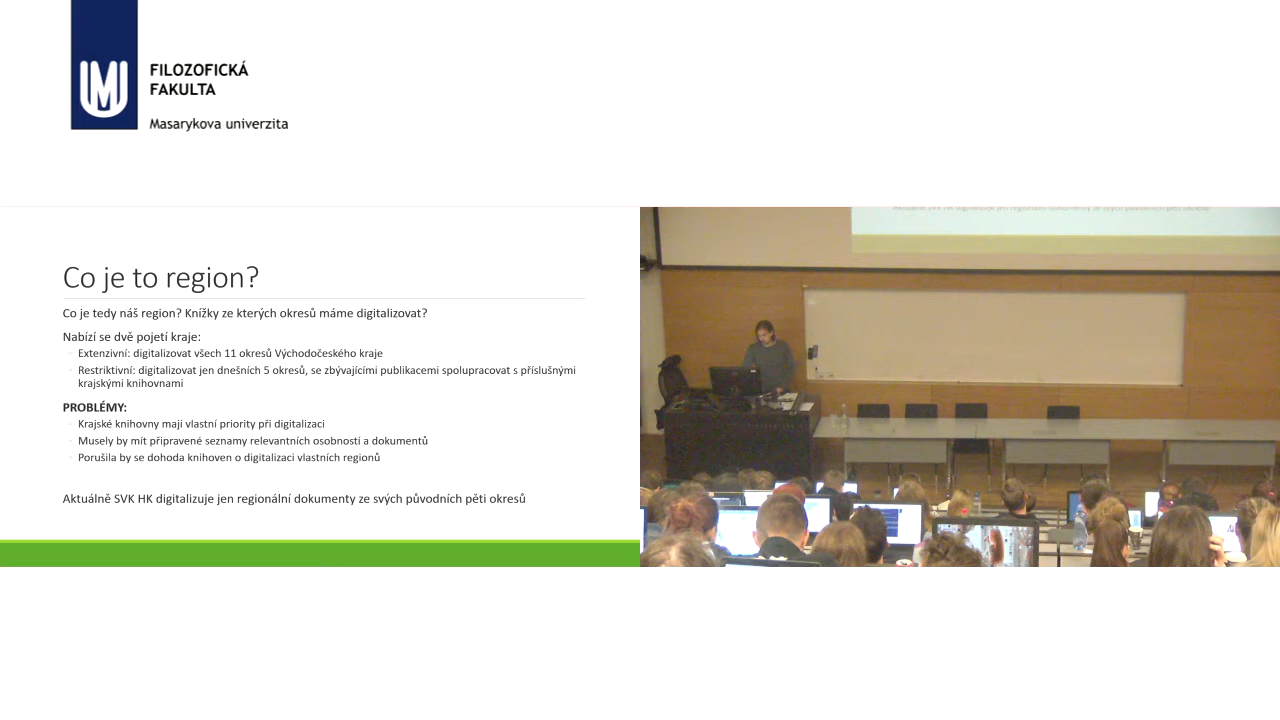 FILOZOFICKÁ
FAKULTA
Masarykova univerzita
Co je to region?
Co je tedy náš region? Knížky ze kterých okresů máme digitalizovat?
Nabízí se dvě pojetí kraje:
Extenzivní: digitalizovat všech 11 okresů Východočeského kraje
Restriktivní: digitalizovat jen dnešních 5 okresů, se zbývajícími publikacemi spolupracovat s příslušnými
krajskými knihovnami
PROBLÉMY:
Krajské knihovny mají vlastní priority při digitalizaci
Musely by mít připravené seznamy relevantních osobností a dokumentů
Porušila by se dohoda knihoven o digitalizaci vlastních regionů
Aktuálně SVK HK digitalizuje jen regionální dokumenty ze svých původních pěti okresů